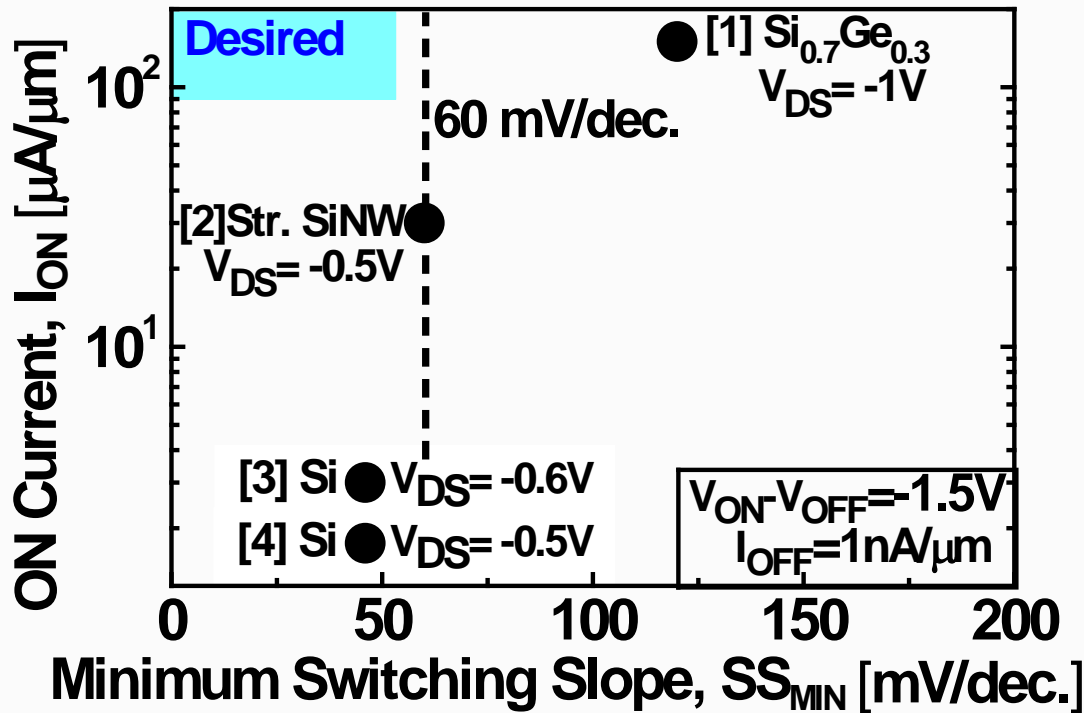 Desired
[1] Si0.7Ge0.3
VDS= -1V
10²
60 mV/dec.
[2]Str. SiNW
VDS= -0.5V
10¹
[3] Si VDS= -0.6V
[4] Si VDS= -0.5V
VON-VOFF=-1.5V
IOFF=1nA/μm
0 50 100 150 200
Minimum Switching Slope, SSMIN [mV/dec.]
ON Current, ION [μA/μm]